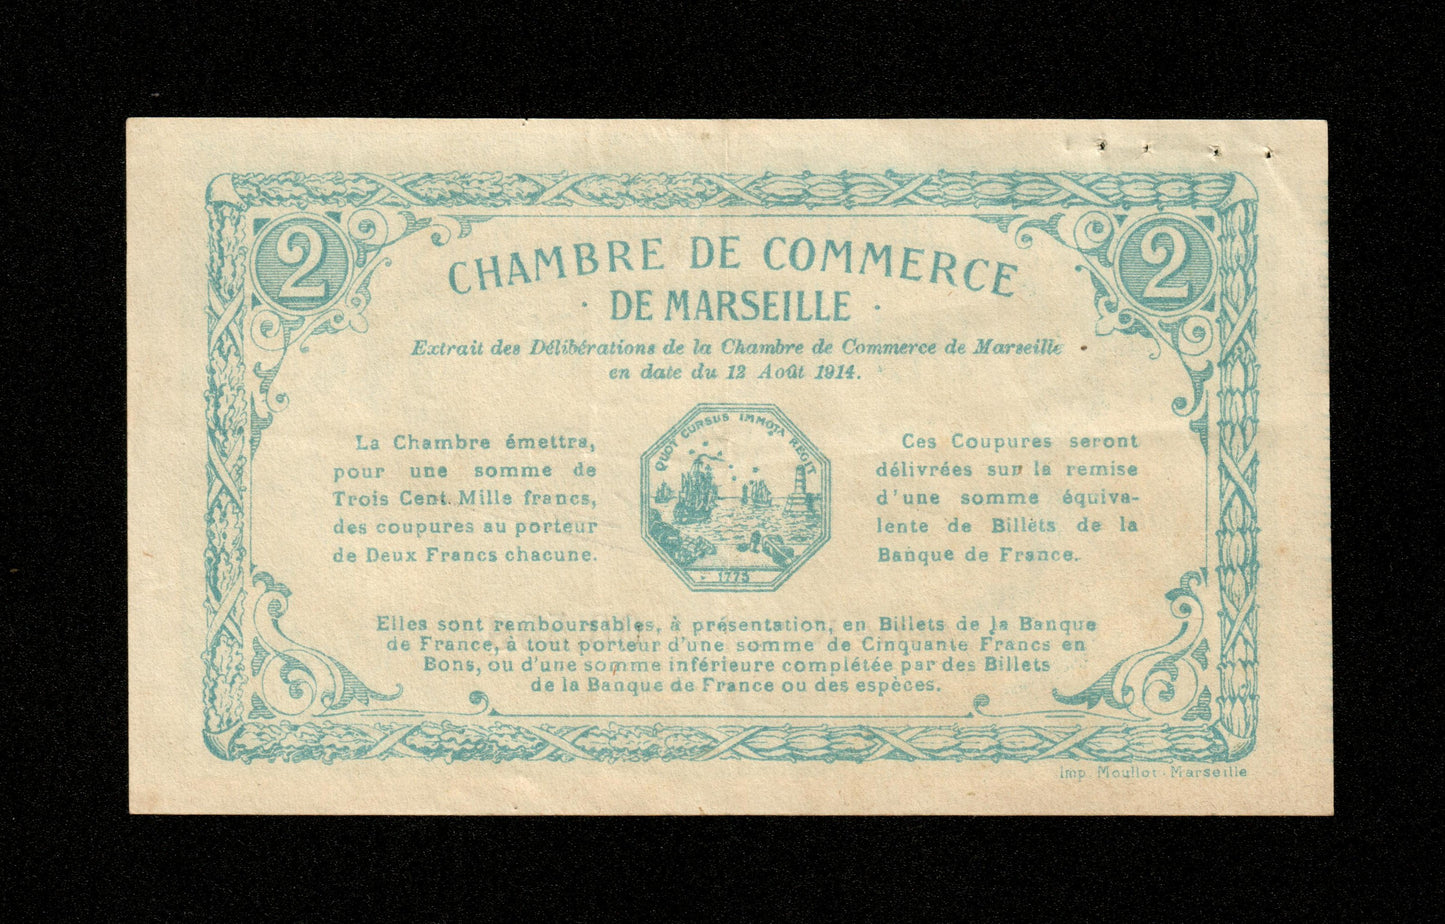 2
2
CHAMBRE DE COMMERCE
· DE MARSEILLE ·
Extrait des Délibérations de la Chambre de Commerce de Marseille
en date du 12 Août 1914.
La Chambre émettra,
pour une somme de
Trois Cent Mille francs,
des coupures au porteur
de Deux Francs chacune.
QUOT CURSUS IMMOTA REGIT
1775
Ces Coupures seront
délivrées sur la remise
d'une somme équiva-
lente de Billets de la
Banque de France.
Elles sont remboursables, à présentation, en Billets de la Banque
de France, à tout porteur d'une somme de Cinquante Francs en
Bons, ou d'une somme inférieure complétée par des Billets
de la Banque de France ou des espèces.
Imp. Moullot · Marseille